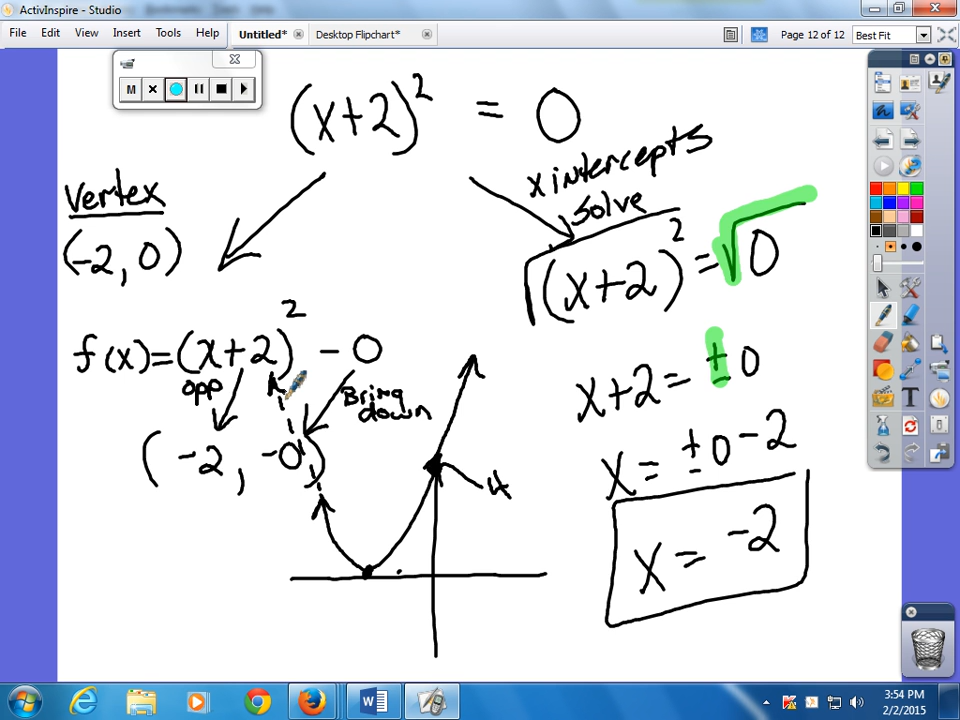 ActivInspire - Studio
File Edit View Insert Tools Help Untitled* Desktop Flipchart* Page 12 of 12 Best Fit
M
(x+2)² = 0
x intercepts
solve
Vertex
(-2, 0)
√(x+2)² = √0
f(x)=(x+2)² - 0
opp
Bring
down
(-2, -0)
4
x+2= ±0
x = ±0 -2
x = -2
T
W
3:54 PM
2/2/2015